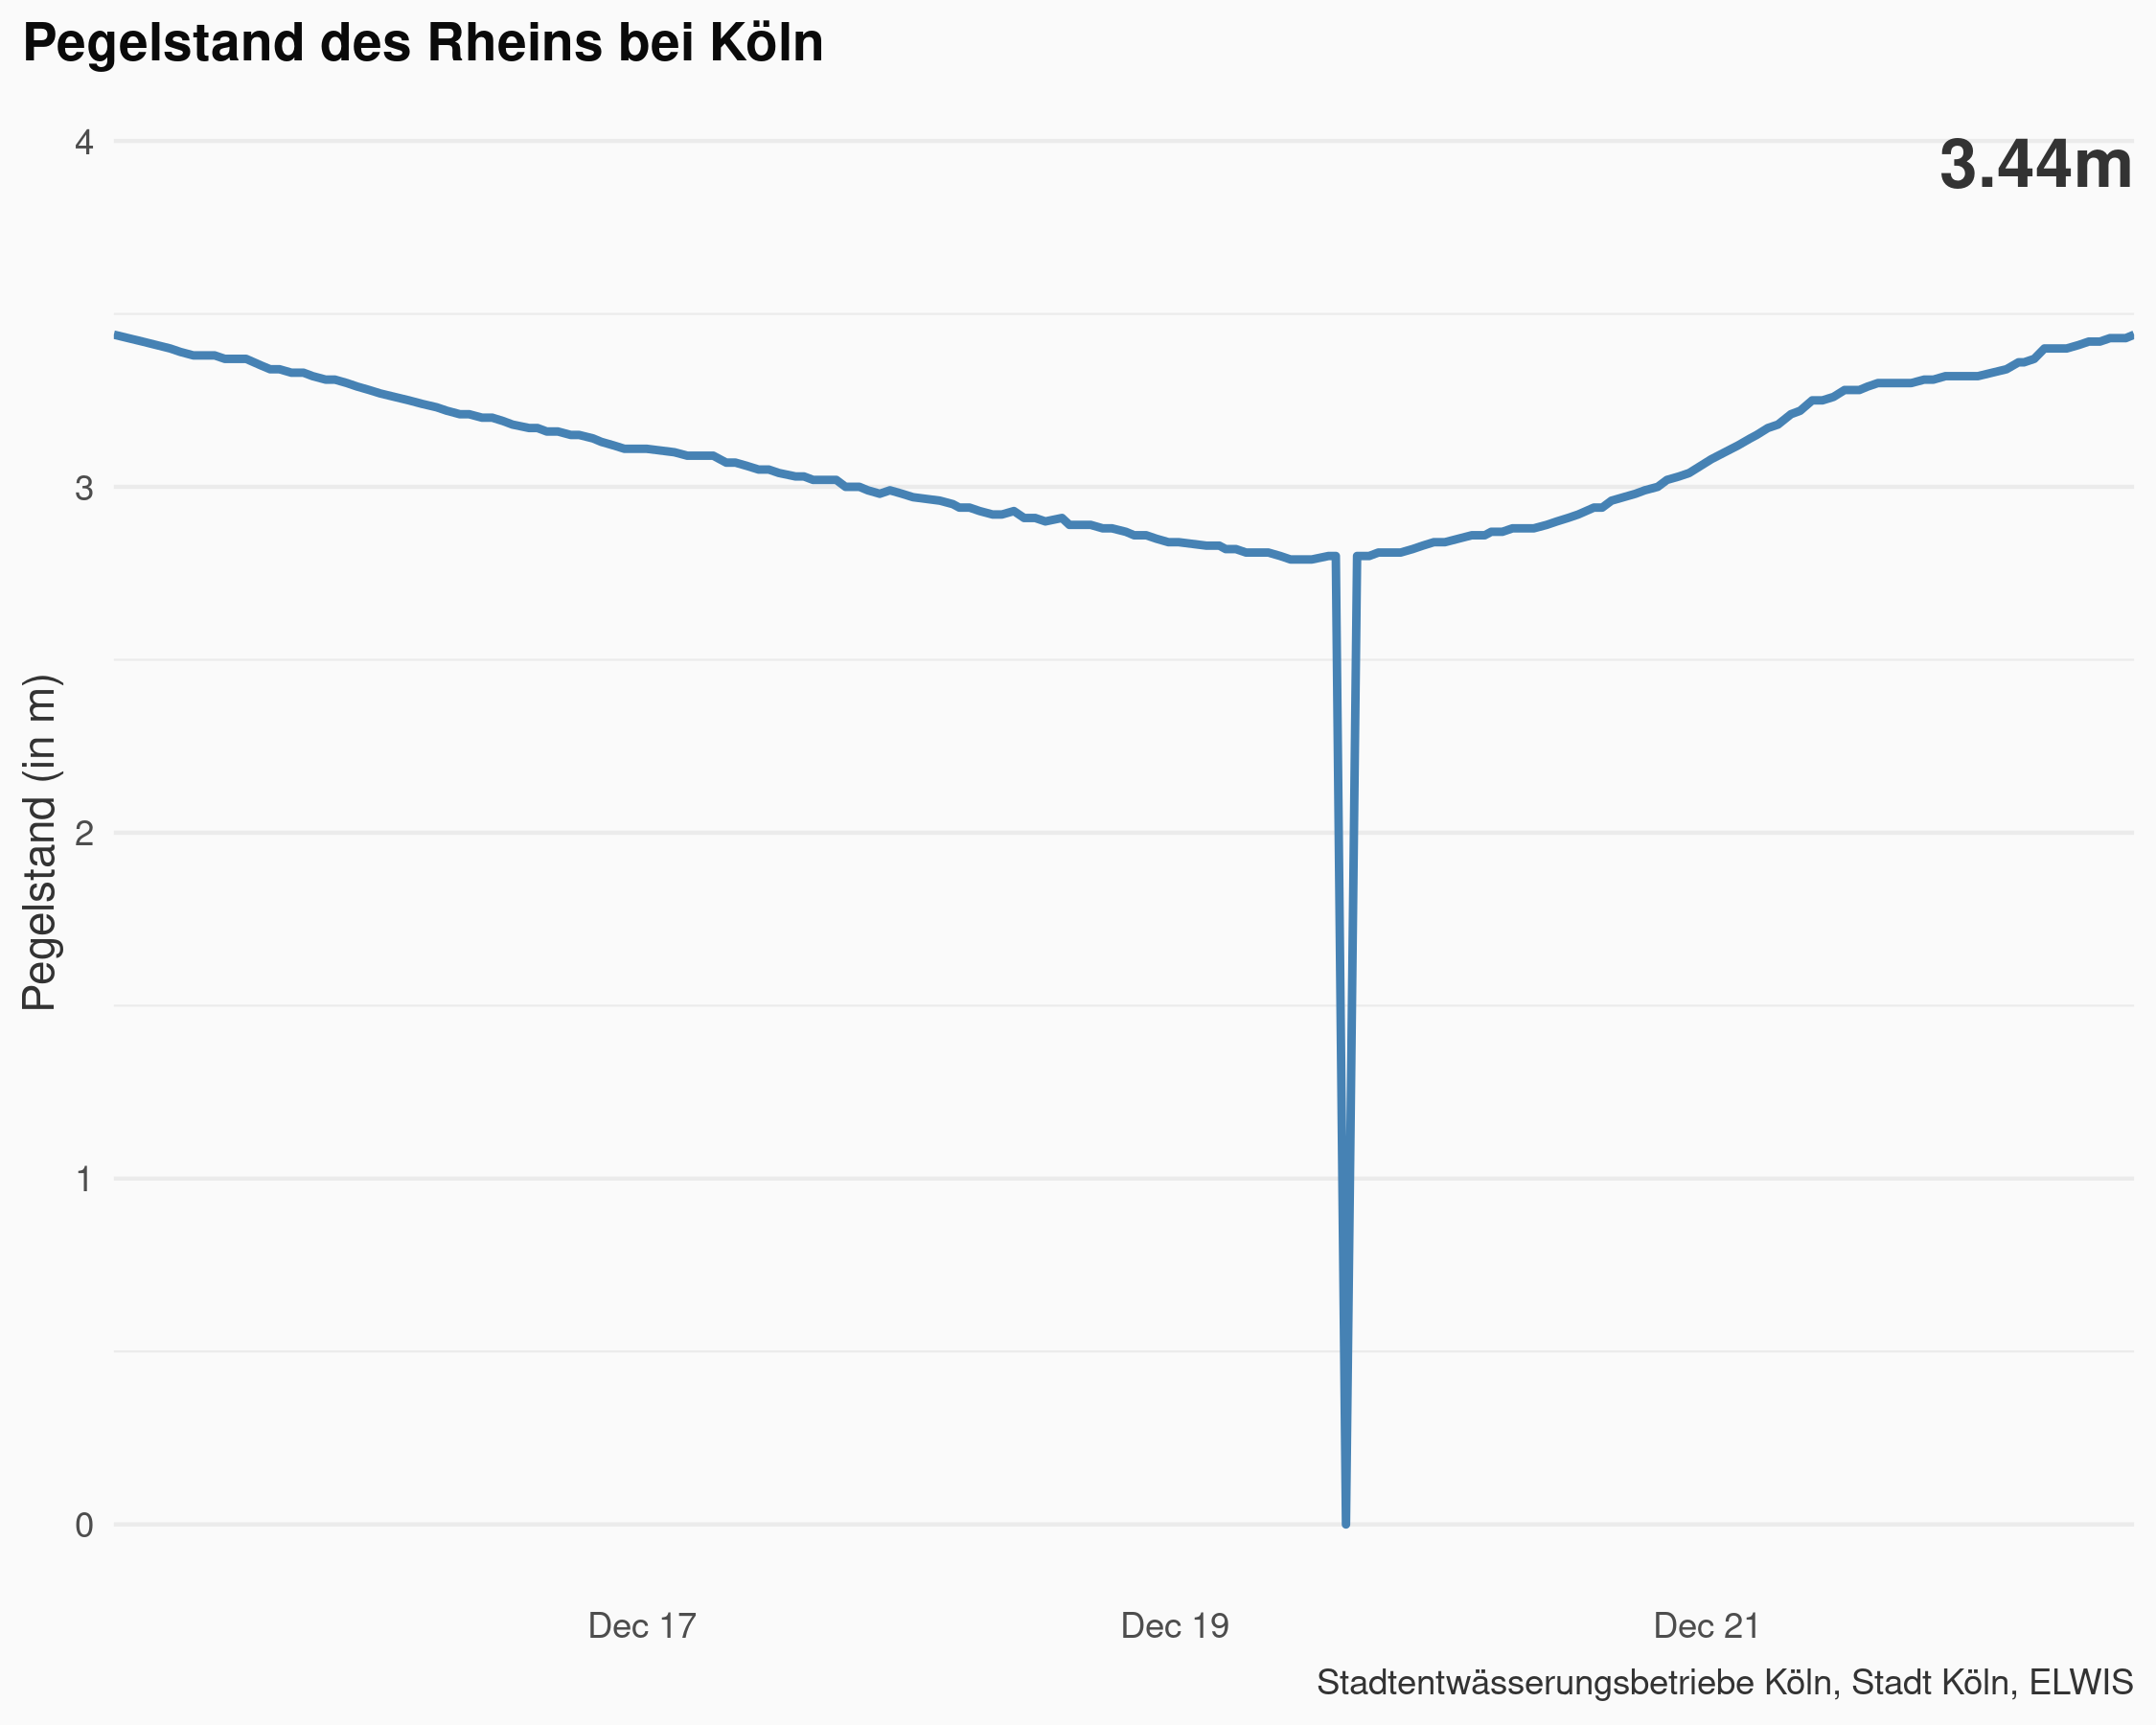 Pegelstand des Rheins bei Köln
3.44m
Pegelstand (in m)
4
3
2
1
0
Dec 17
Dec 19
Dec 21
Stadtentwässerungsbetriebe Köln, Stadt Köln, ELWIS